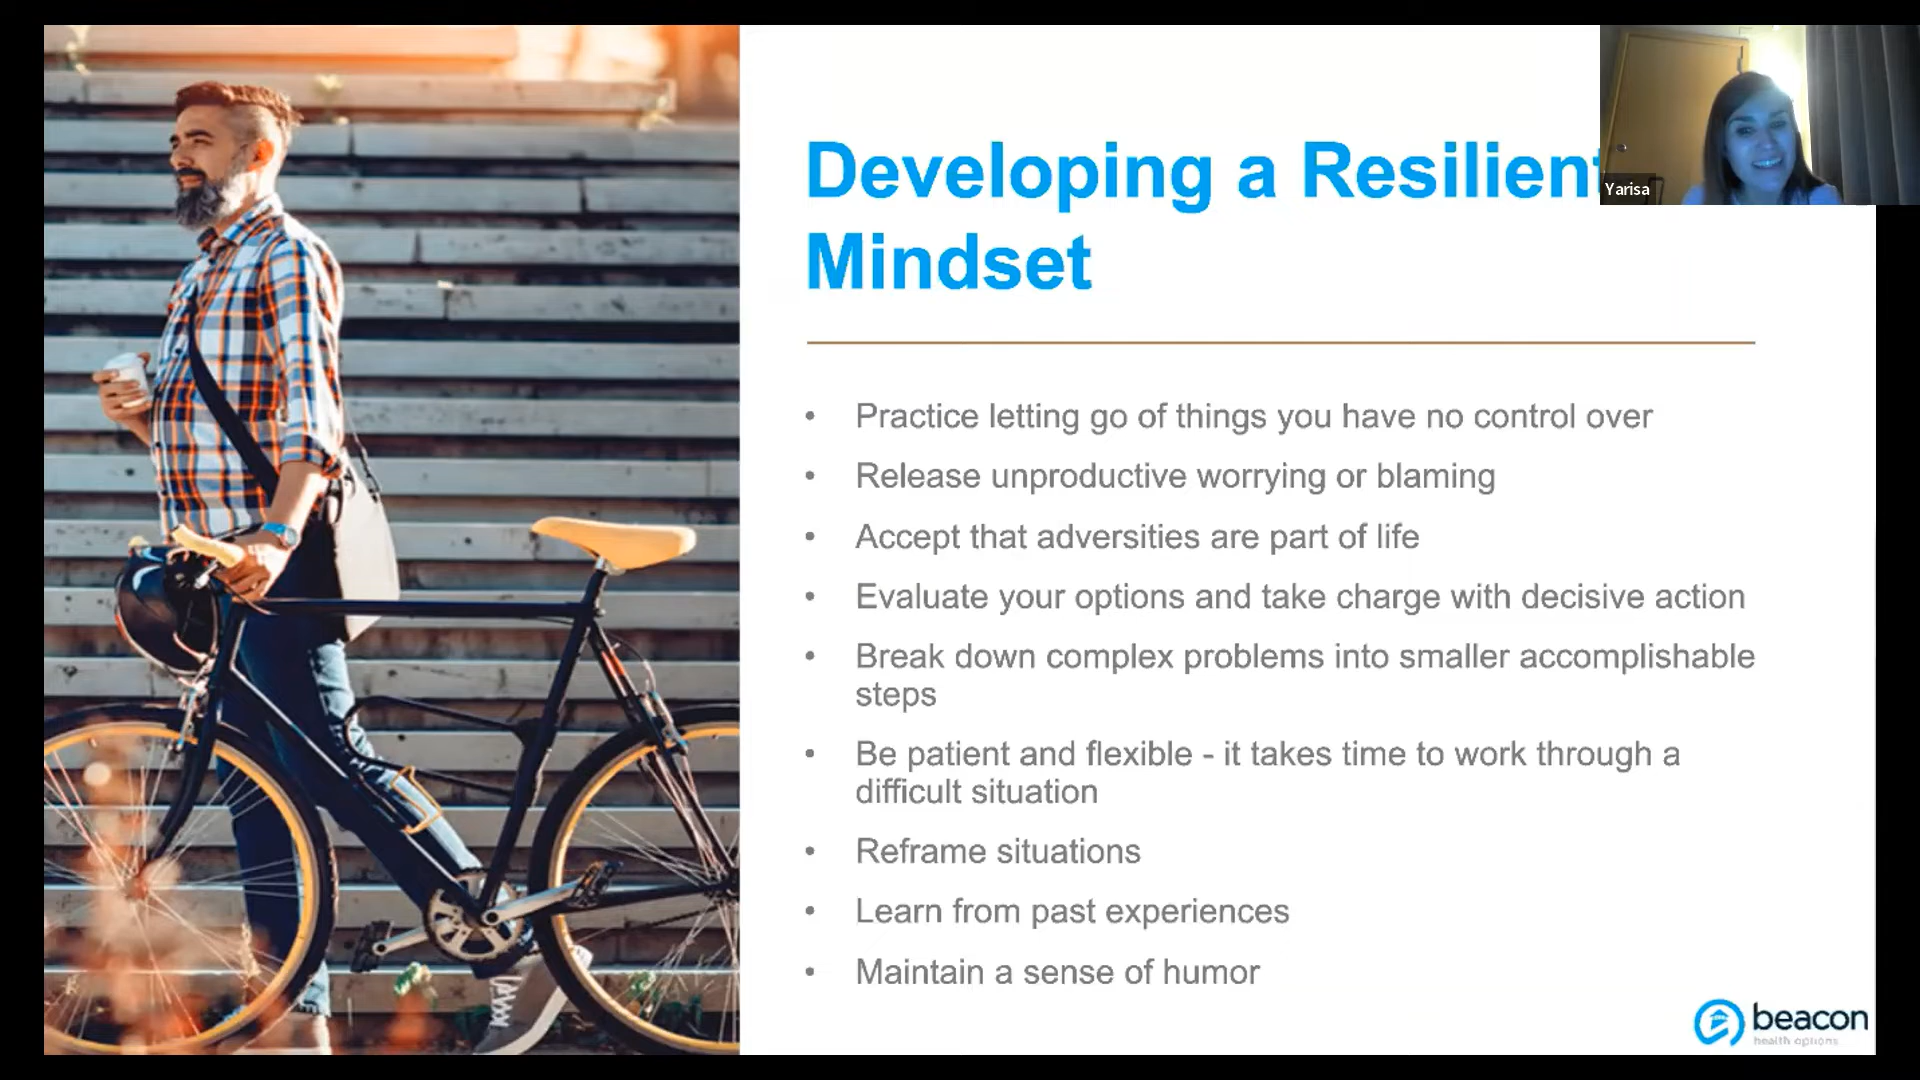 Developing a Resilient
Mindset
Yarisa
• Practice letting go of things you have no control over
• Release unproductive worrying or blaming
• Accept that adversities are part of life
• Evaluate your options and take charge with decisive action
• Break down complex problems into smaller accomplishable
steps
• Be patient and flexible - it takes time to work through a
difficult situation
• Reframe situations
• Learn from past experiences
• Maintain a sense of humor
beacon
health options